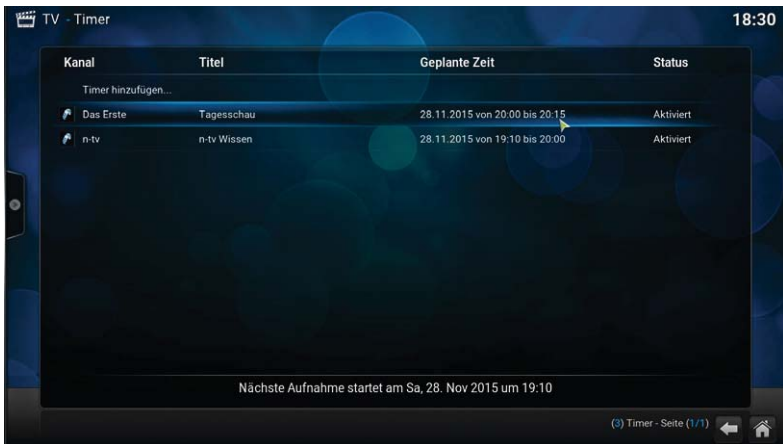 TV - Timer 18:30
Kanal Titel Geplante Zeit Status
Timer hinzufügen...
Das Erste Tagesschau 28.11.2015 von 20:00 bis 20:15 Aktiviert
n-tv n-tv Wissen 28.11.2015 von 19:10 bis 20:00 Aktiviert
Nächste Aufnahme startet am Sa, 28. Nov 2015 um 19:10
(3) Timer - Seite (1/1)